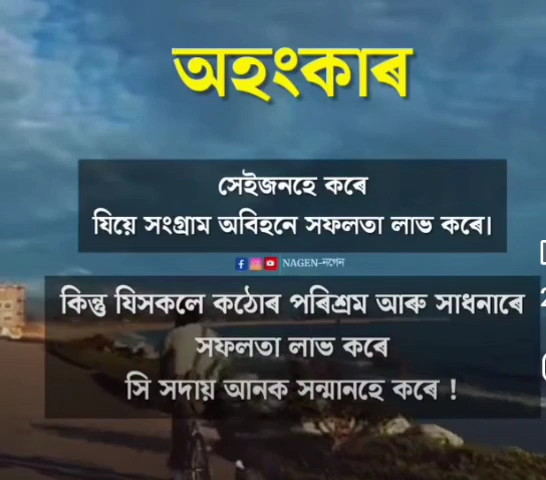 অহংকাৰ
সেইজনহে কৰে
যিয়ে সংগ্ৰাম অবিহনে সফলতা লাভ কৰে।
NAGEN-নগেন
কিন্তু যিসকলে কঠোৰ পৰিশ্ৰম আৰু সাধনাৰে
সফলতা লাভ কৰে
সি সদায় আনক সন্মানহে কৰে !